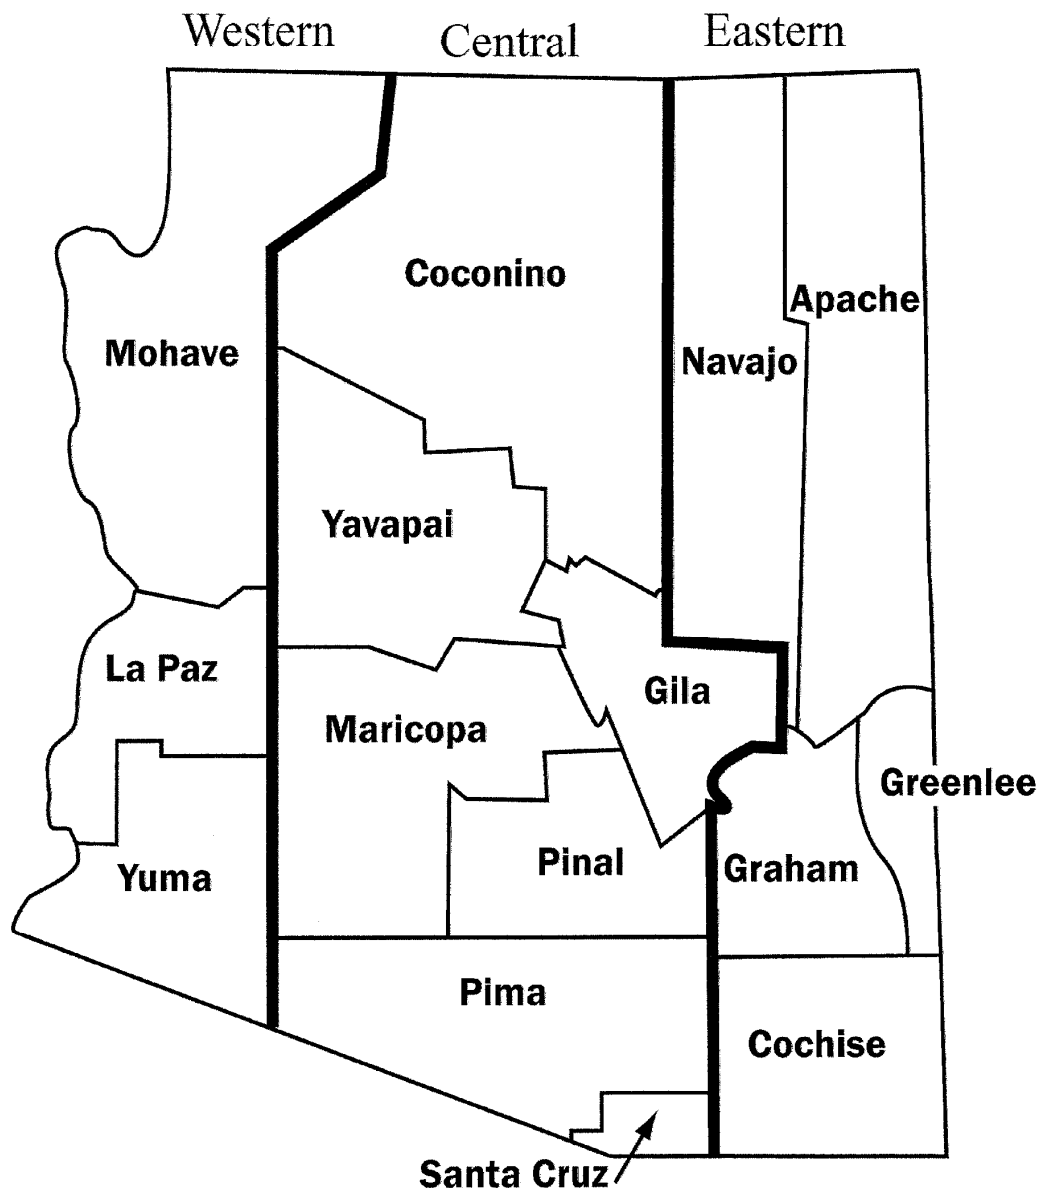 Western
Central
Eastern
Coconino
Apache
Mohave
Navajo
Yavapai
La Paz
Gila
Maricopa
Greenlee
Pinal
Graham
Yuma
Pima
Cochise
Santa Cruz